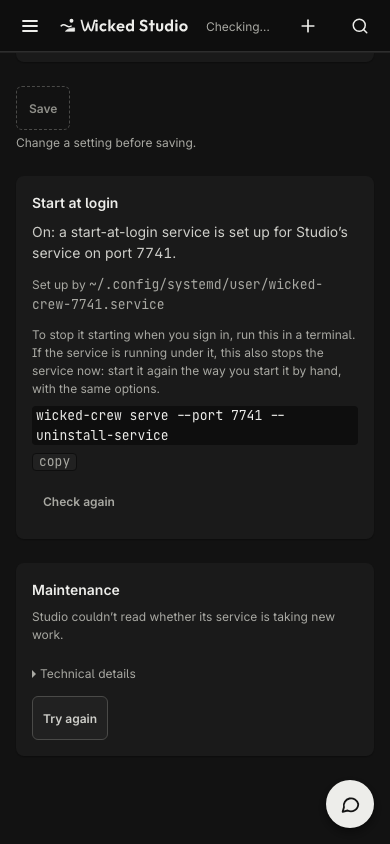 Wicked Studio
Checking...
Save
Change a setting before saving.
Start at login
On: a start-at-login service is set up for Studio's
service on port 7741.
Set up by ~/.config/systemd/user/wicked-
crew-7741.service
To stop it starting when you sign in, run this in a terminal.
If the service is running under it, this also stops the
service now: start it again the way you start it by hand,
with the same options.
wicked-crew serve --port 7741 --
uninstall-service
copy
Check again
Maintenance
Studio couldn't read whether its service is taking new
work.
Technical details
Try again